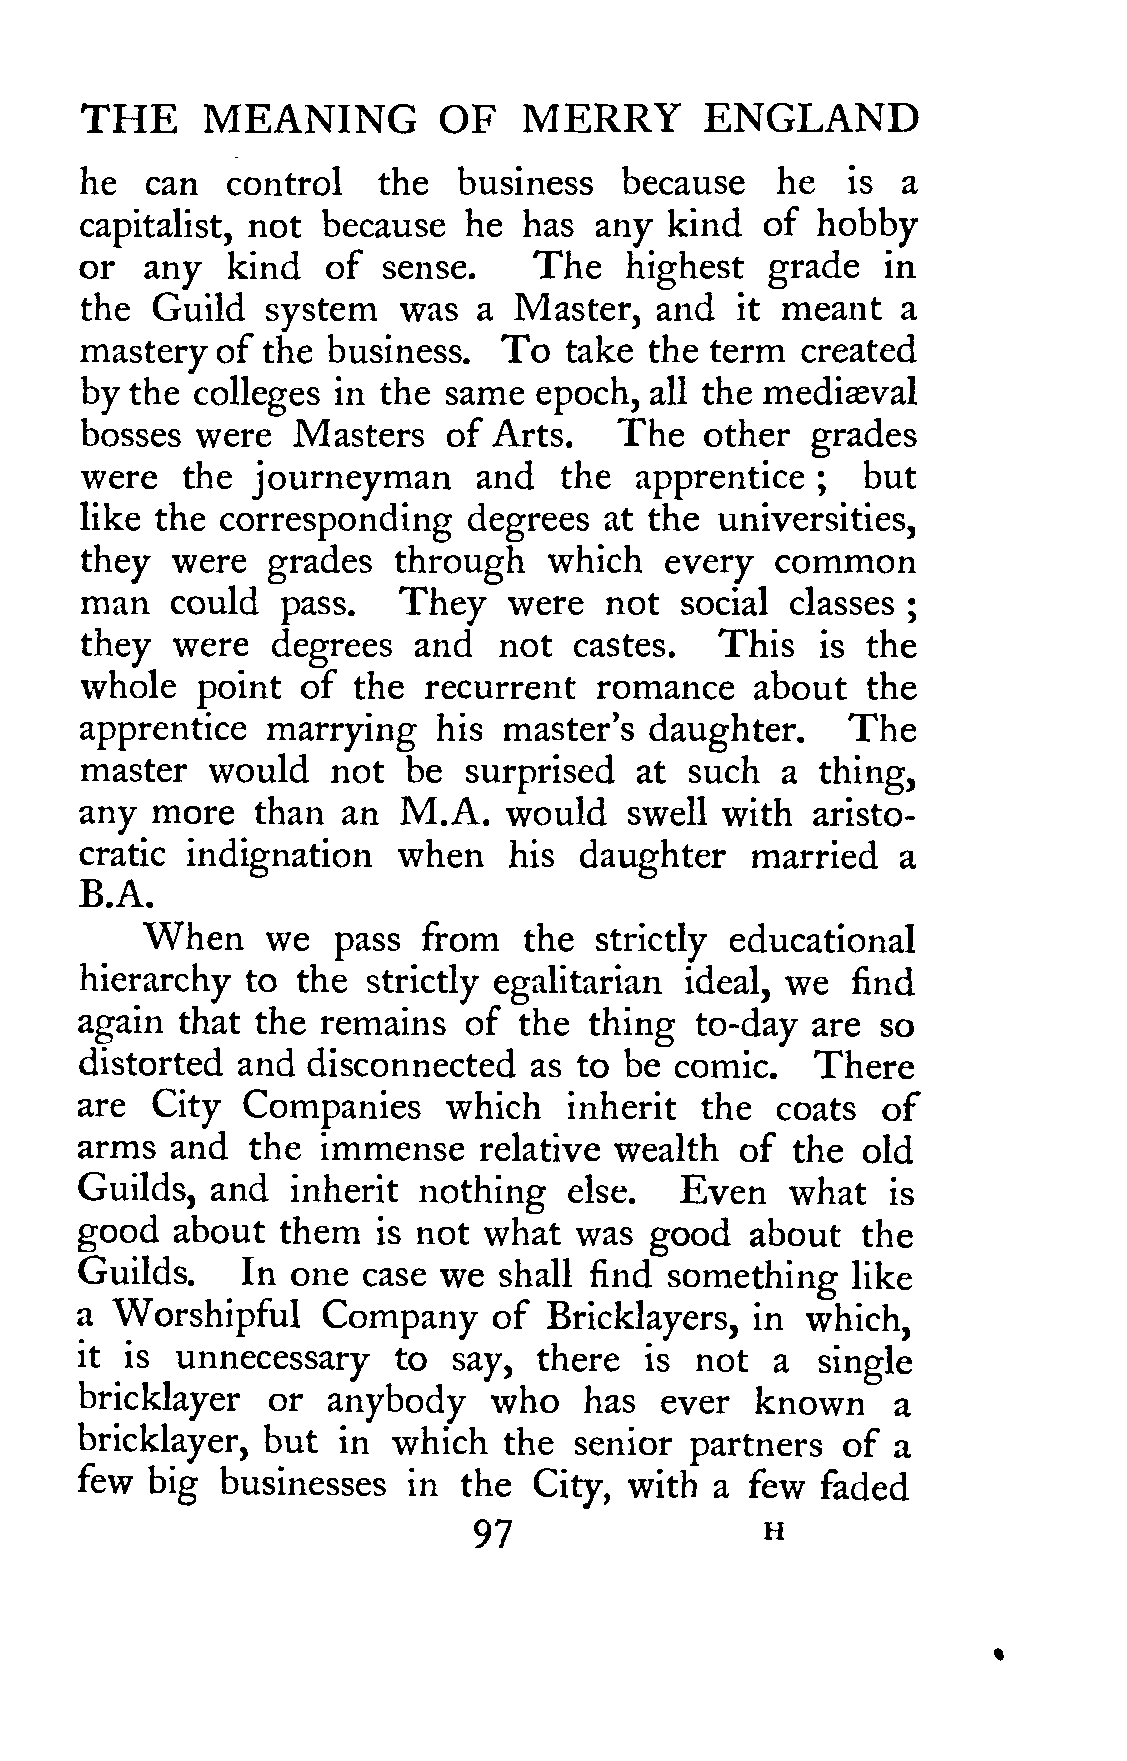 THE MEANING OF MERRY ENGLAND
he can control the business because he is a
capitalist, not because he has any kind of hobby
or any kind of sense. The highest grade in
the Guild system was a Master, and it meant a
mastery of the business. To take the term created
by the colleges in the same epoch, all the mediæval
bosses were Masters of Arts. The other grades
were the journeyman and the apprentice ; but
like the corresponding degrees at the universities,
they were grades through which every common
man could pass. They were not social classes ;
they were degrees and not castes. This is the
whole point of the recurrent romance about the
apprentice marrying his master's daughter. The
master would not be surprised at such a thing,
any more than an M.A. would swell with aristo-
cratic indignation when his daughter married a
B.A.
When we pass from the strictly educational
hierarchy to the strictly egalitarian ideal, we find
again that the remains of the thing to-day are so
distorted and disconnected as to be comic. There
are City Companies which inherit the coats of
arms and the immense relative wealth of the old
Guilds, and inherit nothing else. Even what is
good about them is not what was good about the
Guilds. In one case we shall find something like
a Worshipful Company of Bricklayers, in which,
it is unnecessary to say, there is not a single
bricklayer or anybody who has ever known a
bricklayer, but in which the senior partners of a
few big businesses in the City, with a few faded
97 H